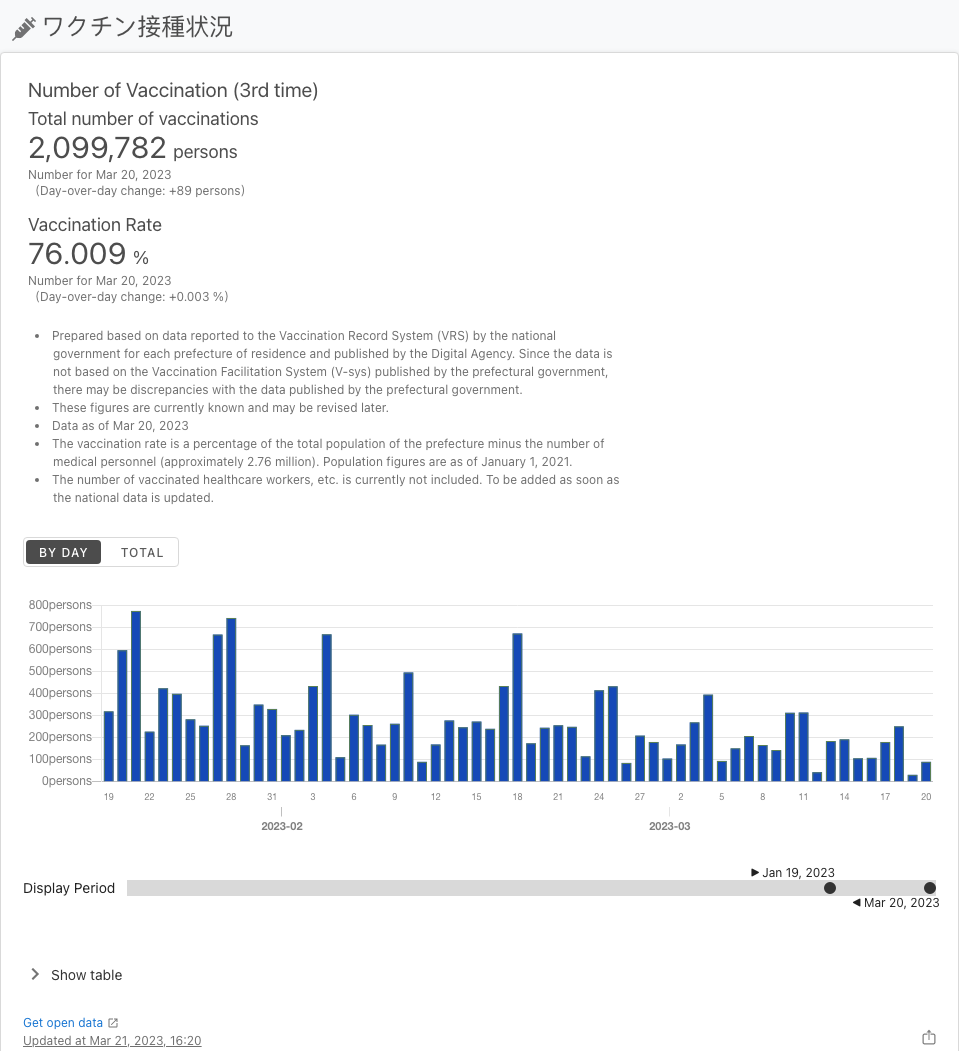 ワクチン接種状況
Number of Vaccination (3rd time)
Total number of vaccinations
2,099,782 persons
Number for Mar 20, 2023
(Day-over-day change: +89 persons)
Vaccination Rate
76.009 %
Number for Mar 20, 2023
(Day-over-day change: +0.003 %)
• Prepared based on data reported to the Vaccination Record System (VRS) by the national
government for each prefecture of residence and published by the Digital Agency. Since the data is
not based on the Vaccination Facilitation System (V-sys) published by the prefectural government,
there may be discrepancies with the data published by the prefectural government.
• These figures are currently known and may be revised later.
• Data as of Mar 20, 2023
• The vaccination rate is a percentage of the total population of the prefecture minus the number of
medical personnel (approximately 2.76 million). Population figures are as of January 1, 2021.
• The number of vaccinated healthcare workers, etc. is currently not included. To be added as soon as
the national data is updated.
BY DAY TOTAL
800persons
700persons
600persons
500persons
400persons
300persons
200persons
100persons
0persons
19 22 25 28 31 3 6 9 12 15 18 21 24 27 2 5 8 11 14 17 20
2023-02 2023-03
Jan 19, 2023
Display Period
Mar 20, 2023
Show table
Get open data
Updated at Mar 21, 2023, 16:20